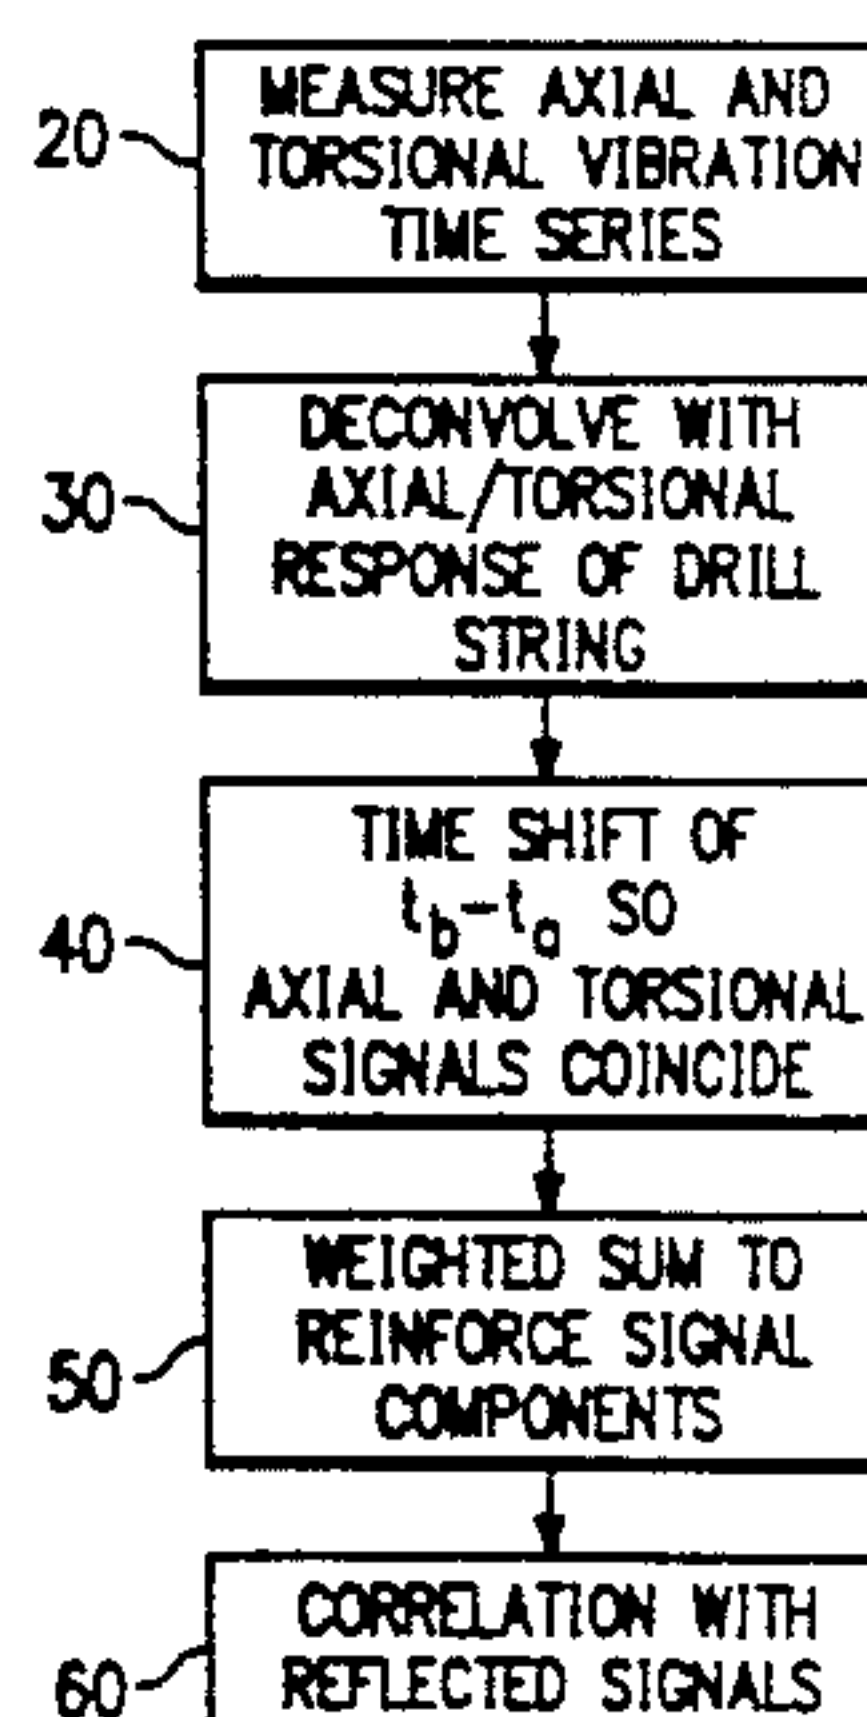 20
MEASURE AXIAL AND
TORSIONAL VIBRATION
TIME SERIES
30
DECONVOLVE WITH
AXIAL/TORSIONAL
RESPONSE OF DRILL
STRING
40
TIME SHIFT OF
t_b-t_a SO
AXIAL AND TORSIONAL
SIGNALS COINCIDE
50
WEIGHTED SUM TO
REINFORCE SIGNAL
COMPONENTS
60
CORRELATION WITH
REFLECTED SIGNALS